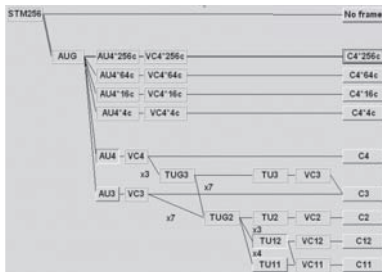 STM256 No frame
AUG AU4*256c VC4*256c C4*256c
AU4*64c VC4*64c C4*64c
AU4*16c VC4*16c C4*16c
AU4*4c VC4*4c C4*4c
AU4 VC4 C4
x3 TUG3 TU3 VC3
AU3 VC3 x7 C3
x7 TUG2 TU2 VC2 C2
x3
TU12 VC12 C12
x4
TU11 VC11 C11